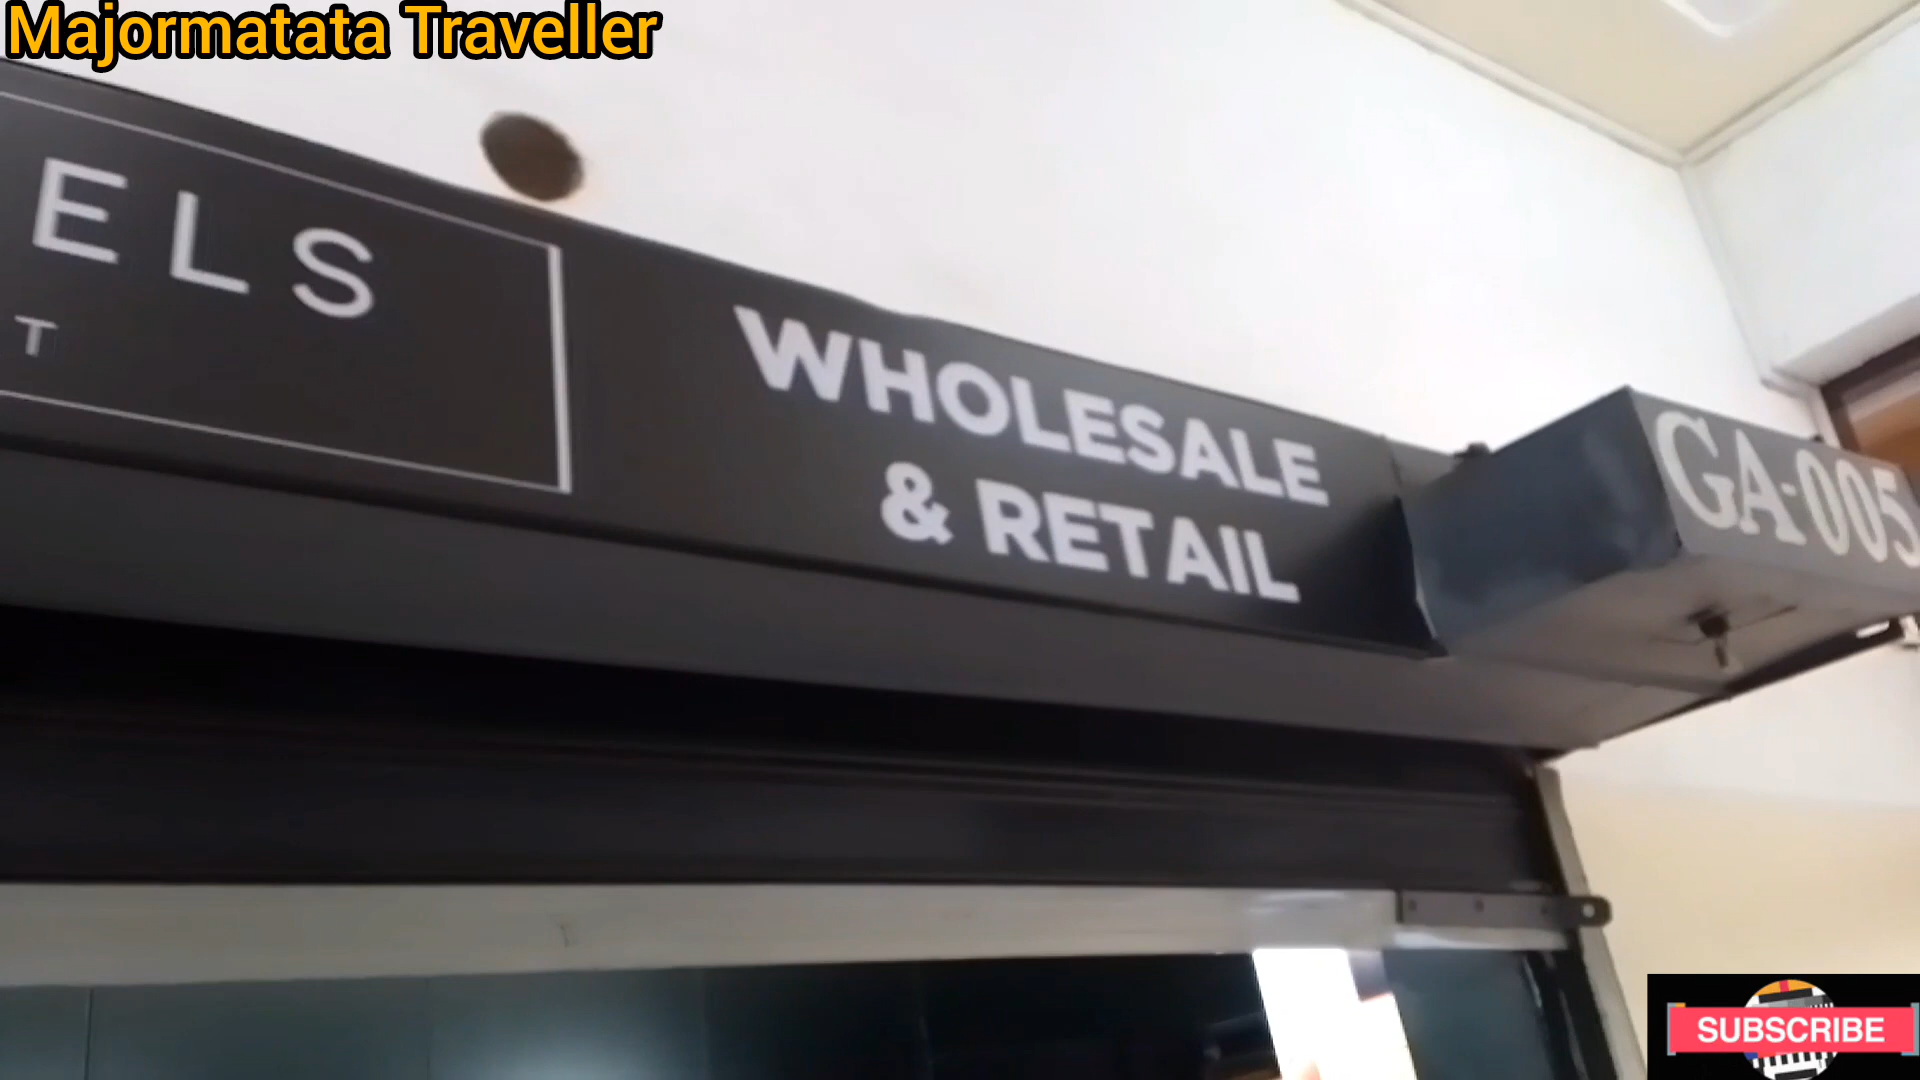 Majormatata Traveller
ELS
T
WHOLESALE
& RETAIL
GA-005
SUBSCRIBE